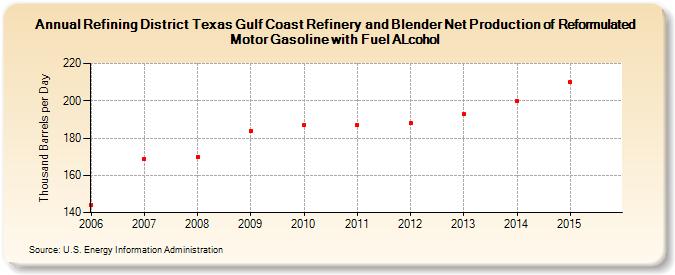 Annual Refining District Texas Gulf Coast Refinery and Blender Net Production of Reformulated
Motor Gasoline with Fuel ALcohol
Thousand Barrels per Day
220
200
180
160
140
2006 2007 2008 2009 2010 2011 2012 2013 2014 2015
Source: U.S. Energy Information Administration